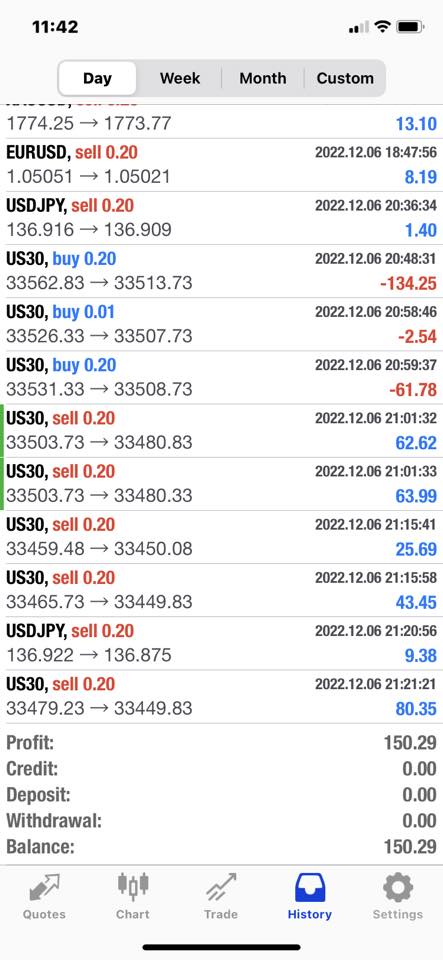 11:42
Day Week Month Custom
1774.25 → 1773.77 13.10
EURUSD, sell 0.20 2022.12.06 18:47:56
1.05051 → 1.05021 8.19
USDJPY, sell 0.20 2022.12.06 20:36:34
136.916 → 136.909 1.40
US30, buy 0.20 2022.12.06 20:48:31
33562.83 → 33513.73 -134.25
US30, buy 0.01 2022.12.06 20:58:46
33526.33 → 33507.73 -2.54
US30, buy 0.20 2022.12.06 20:59:37
33531.33 → 33508.73 -61.78
US30, sell 0.20 2022.12.06 21:01:32
33503.73 → 33480.83 62.62
US30, sell 0.20 2022.12.06 21:01:33
33503.73 → 33480.33 63.99
US30, sell 0.20 2022.12.06 21:15:41
33459.48 → 33450.08 25.69
US30, sell 0.20 2022.12.06 21:15:58
33465.73 → 33449.83 43.45
USDJPY, sell 0.20 2022.12.06 21:20:56
136.922 → 136.875 9.38
US30, sell 0.20 2022.12.06 21:21:21
33479.23 → 33449.83 80.35
Profit: 150.29
Credit: 0.00
Deposit: 0.00
Withdrawal: 0.00
Balance: 150.29
Quotes Chart Trade History Settings